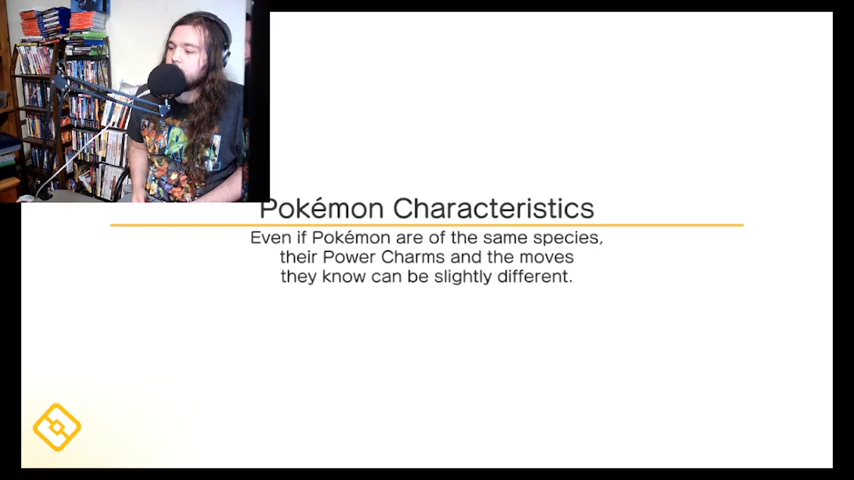 Pokémon Characteristics
Even if Pokémon are of the same species,
their Power Charms and the moves
they know can be slightly different.